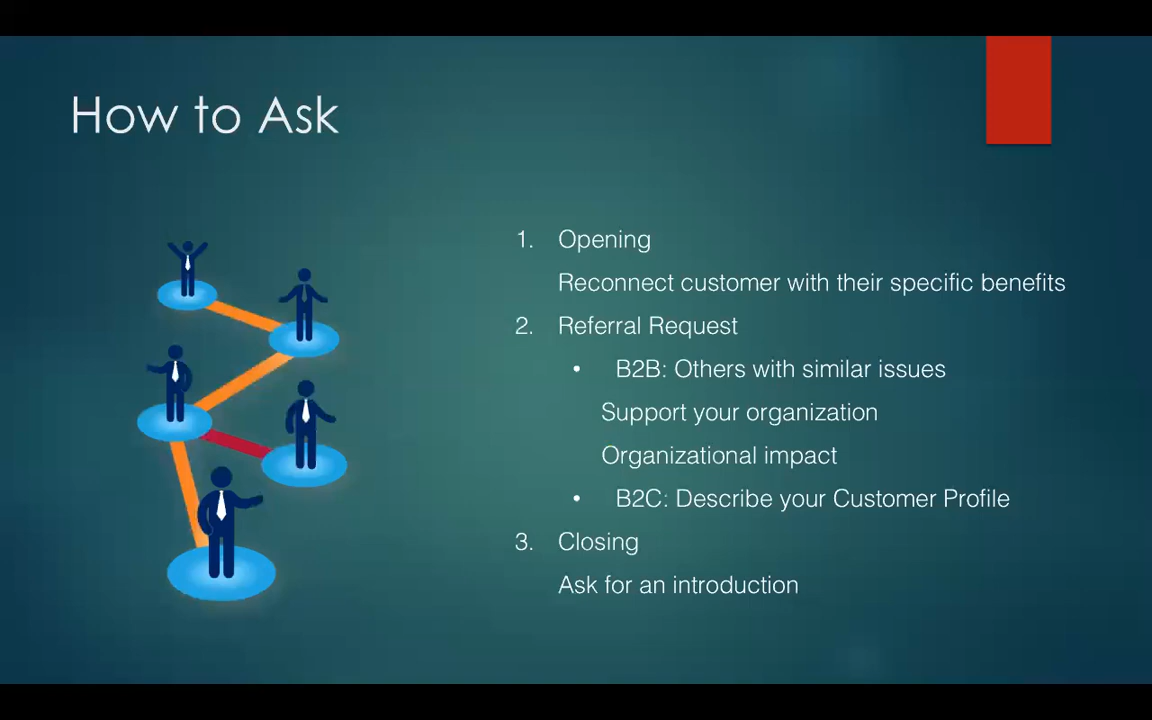 How to Ask
1. Opening
Reconnect customer with their specific benefits
2. Referral Request
• B2B: Others with similar issues
Support your organization
Organizational impact
• B2C: Describe your Customer Profile
3. Closing
Ask for an introduction